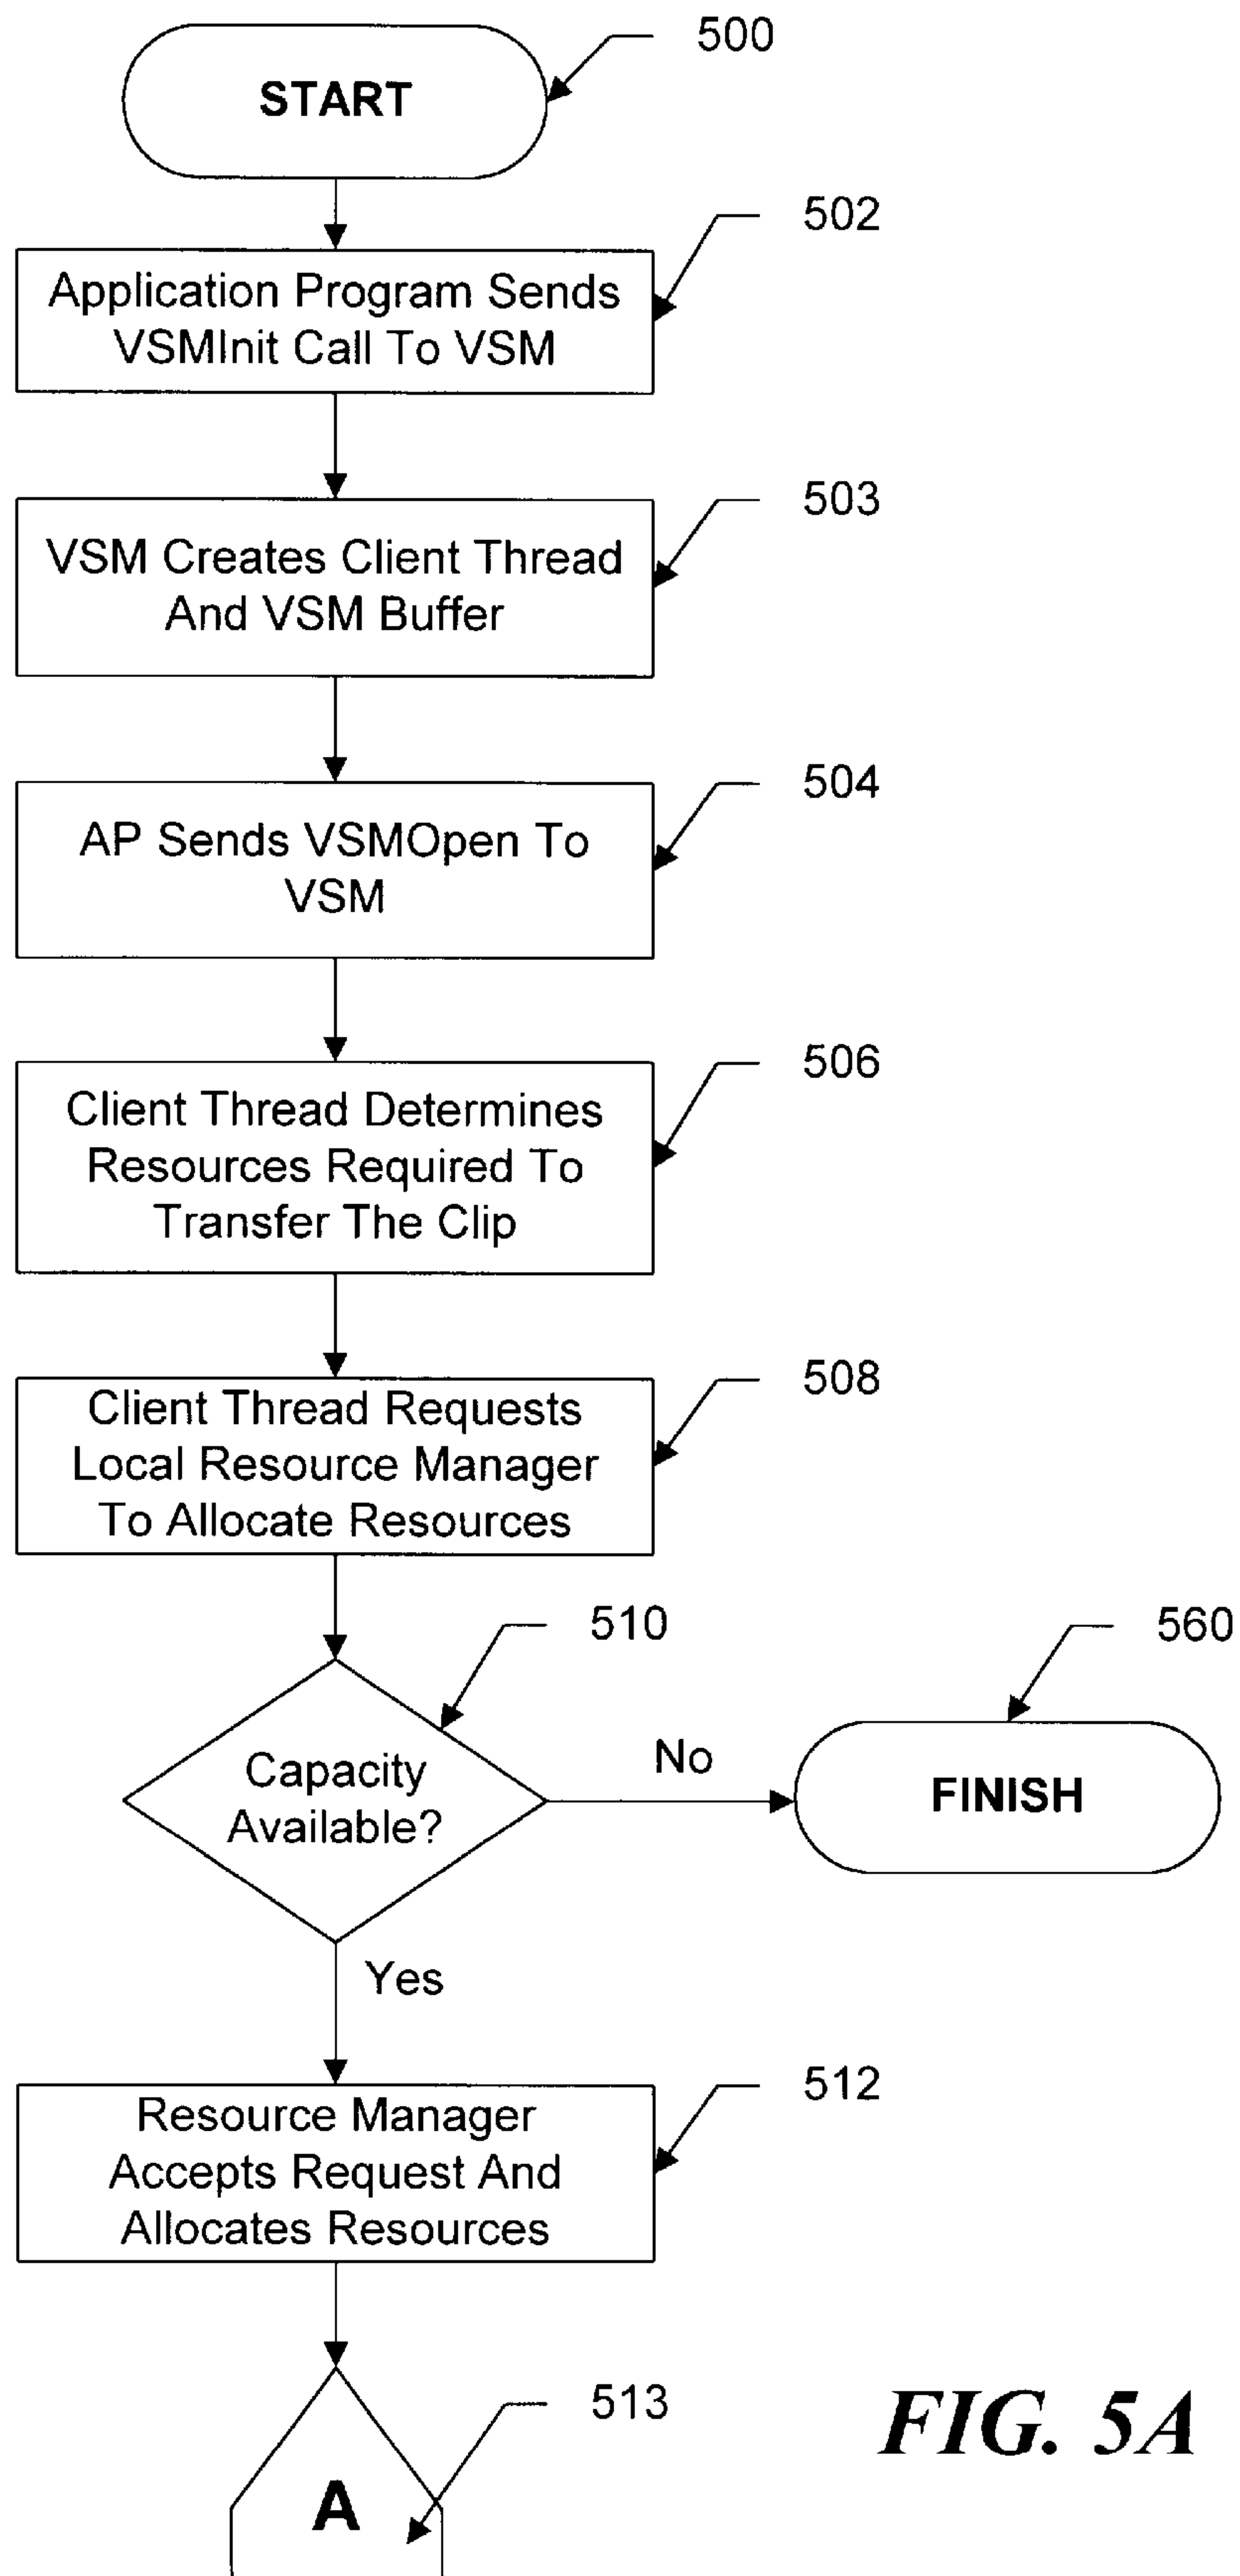 500
START
502
Application Program Sends
VSMInit Call To VSM
503
VSM Creates Client Thread
And VSM Buffer
504
AP Sends VSMOpen To
VSM
506
Client Thread Determines
Resources Required To
Transfer The Clip
508
Client Thread Requests
Local Resource Manager
To Allocate Resources
510
560
Capacity
Available?
No
FINISH
Yes
512
Resource Manager
Accepts Request And
Allocates Resources
513
A
FIG. 5A